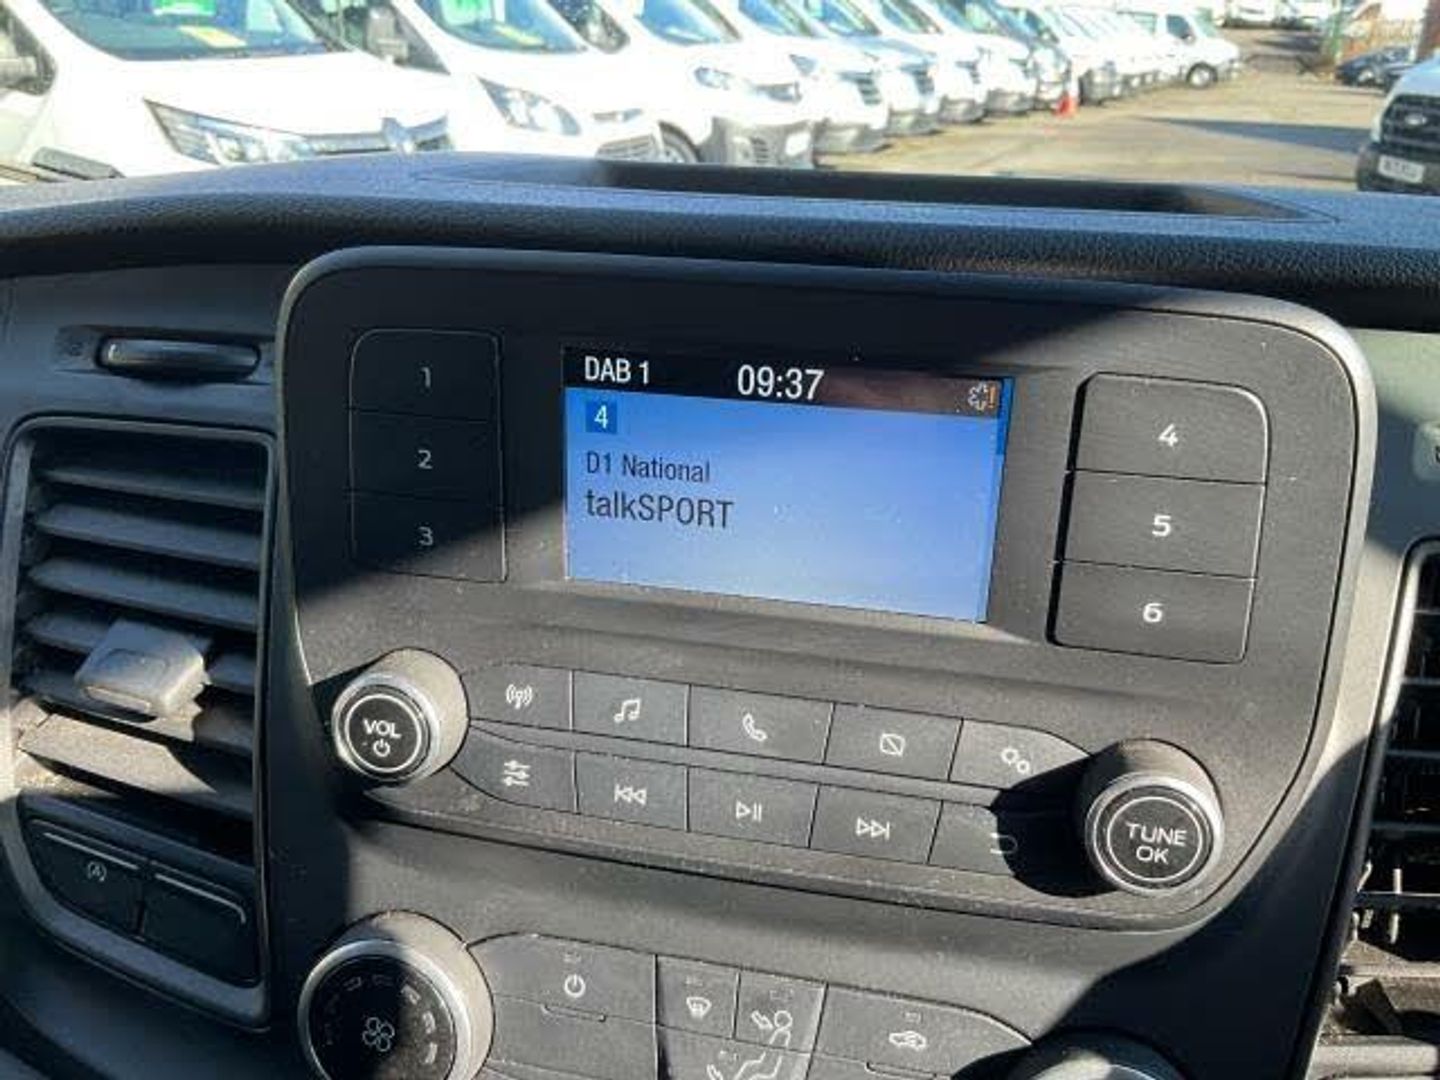 DAB 1 09:37
4
D1 National
talkSPORT
1
2
3
4
5
6
VOL
TUNE
OK